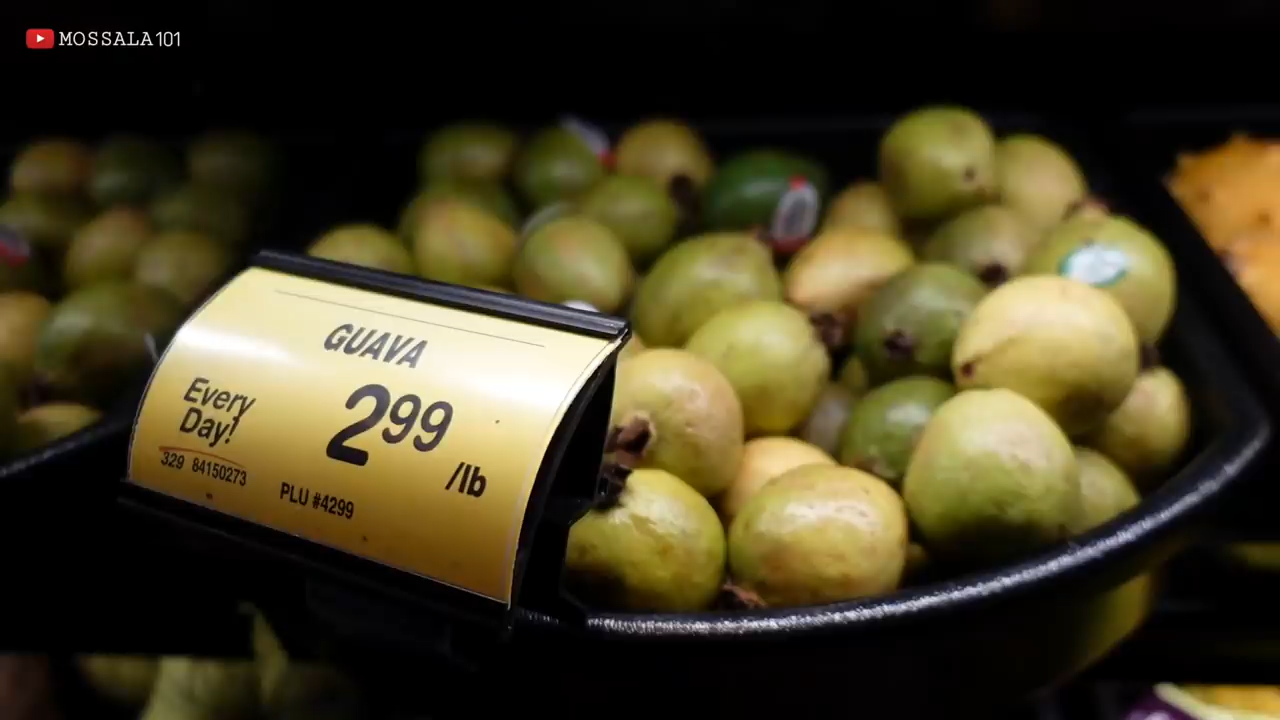 MOSSALA101
GUAVA
Every
Day!
2 99
/lb
329 84150273
PLU #4299